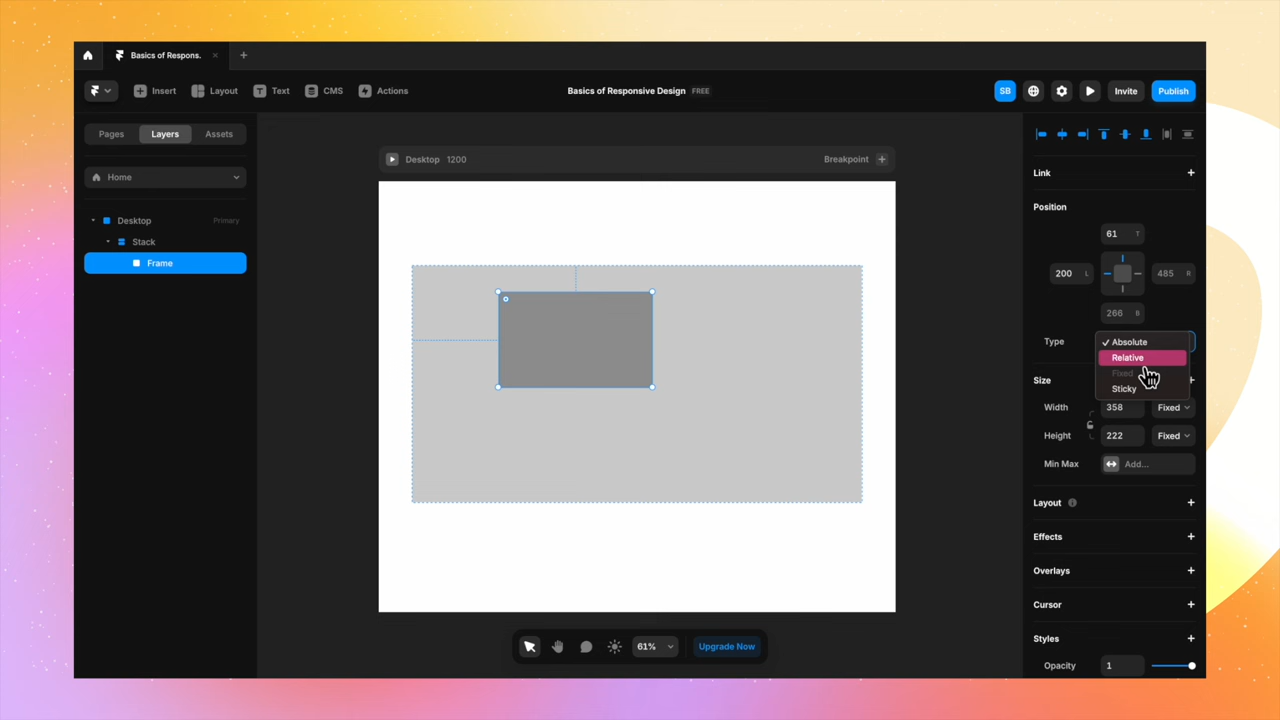 Basics of Respons.
Insert
Layout
Text
CMS
Actions
Basics of Responsive Design FREE
SB
Invite
Publish
Pages
Layers
Assets
Home
Desktop
Primary
Stack
Frame
Desktop 1200
Breakpoint
61%
Upgrade Now
Link
Position
61 T
200 L
485 R
266 B
Type
Absolute
Relative
Fixed
Sticky
Size
Width 358 Fixed
Height 222 Fixed
Min Max Add...
Layout
Effects
Overlays
Cursor
Styles
Opacity 1